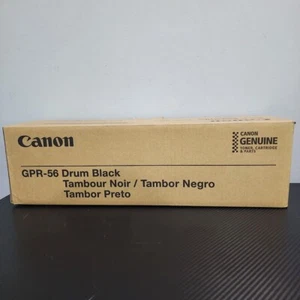 Canon
CANON
GENUINE
TONER, CARTRIDGES
& PARTS
GPR-56 Drum Black
Tambour Noir / Tambor Negro
Tambor Preto